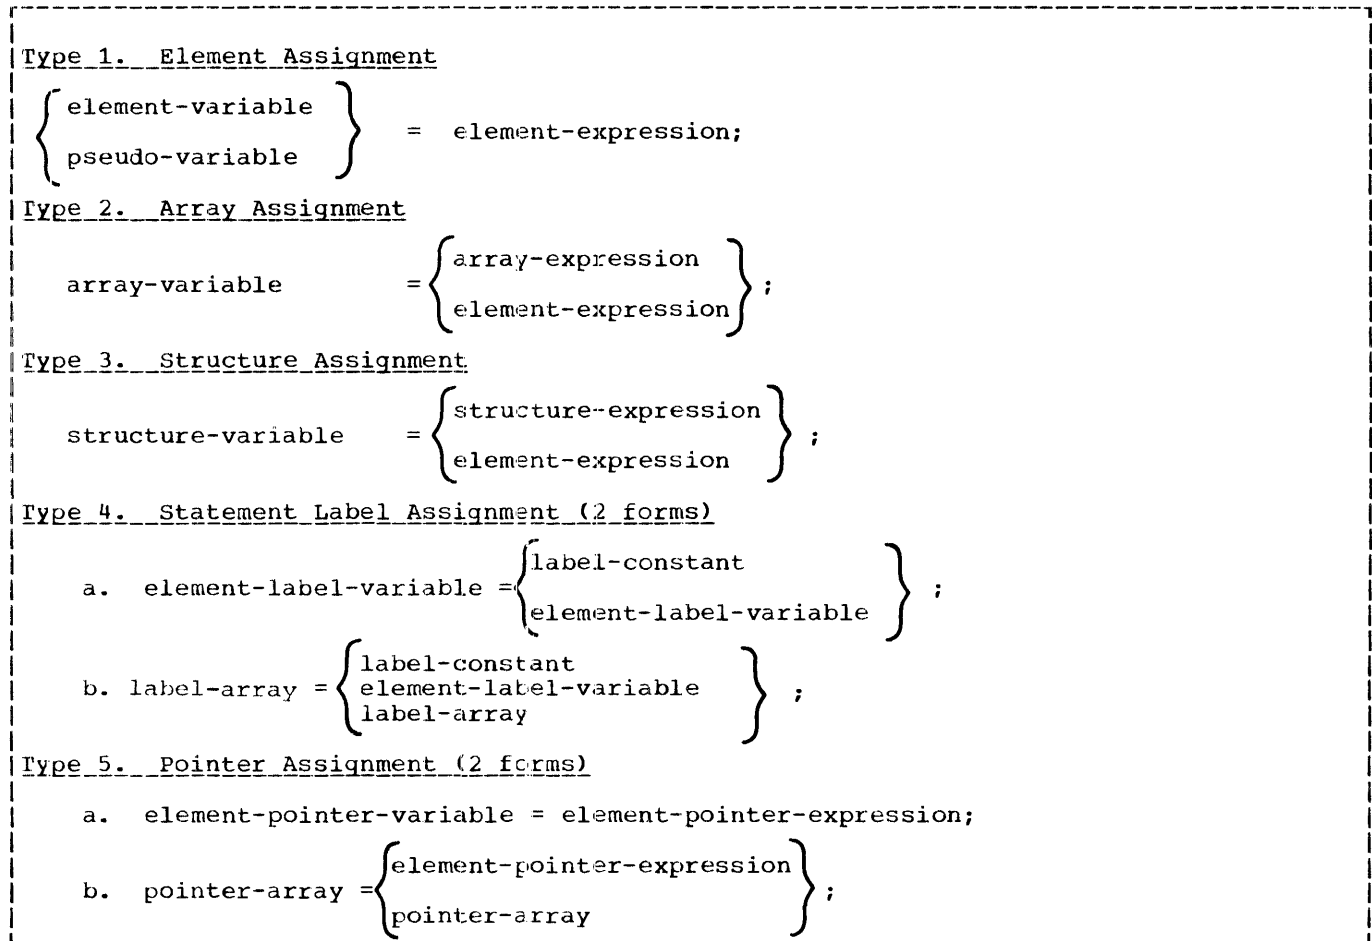 Type 1. Element Assignment
element-variable
= element-expression;
pseudo-variable
Type 2. Array Assignment
array-expression
array-variable = ;
element-expression
Type 3. Structure Assignment
structure-expression
structure-variable = ;
element-expression
Type 4. Statement Label Assignment (2 forms)
label-constant
a. element-label-variable = ;
element-label-variable
label-constant
b. label-array = element-label-variable ;
label-array
Type 5. Pointer Assignment (2 forms)
a. element-pointer-variable = element-pointer-expression;
element-pointer-expression
b. pointer-array = ;
pointer-array